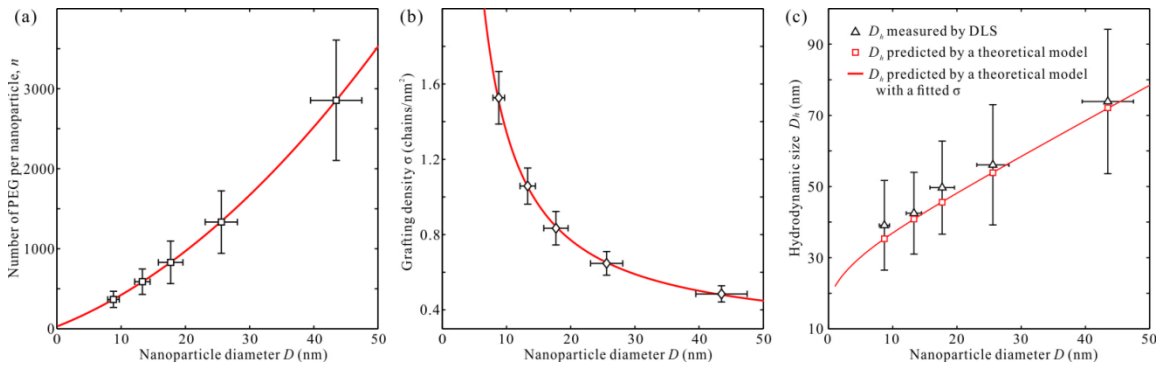 (a)
Number of PEG per nanoparticle, n
3000
2000
1000
0
0 10 20 30 40 50
Nanoparticle diameter D (nm)
(b)
Grafting density σ (chains/nm²)
1.6
1.2
0.8
0.4
0 10 20 30 40 50
Nanoparticle diameter D (nm)
(c)
Hydrodynamic size Dₕ (nm)
90
70
50
30
10
Dₕ measured by DLS
Dₕ predicted by a theoretical model
Dₕ predicted by a theoretical model
with a fitted σ
0 10 20 30 40 50
Nanoparticle diameter D (nm)